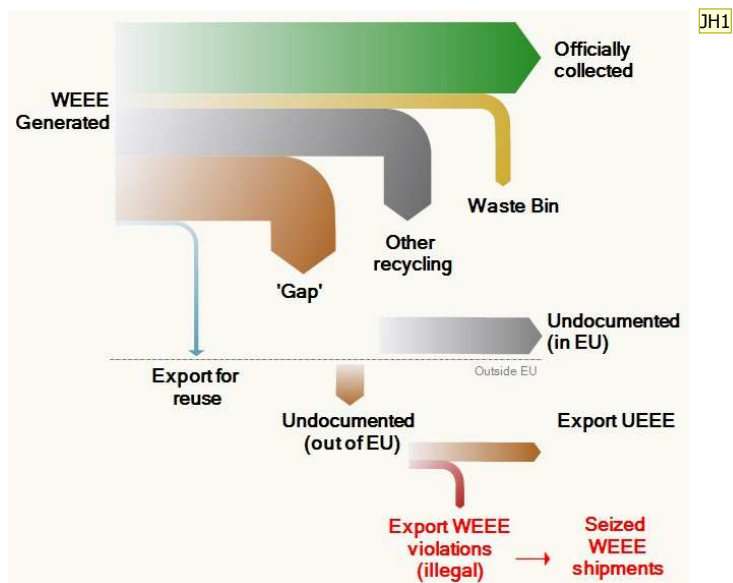 JH1
Officially
collected
WEEE
Generated
Waste Bin
Other
recycling
'Gap'
Undocumented
(in EU)
Outside EU
Export for
reuse
Undocumented
(out of EU)
Export UEEE
Export WEEE
violations
(illegal)
Seized
WEEE
shipments